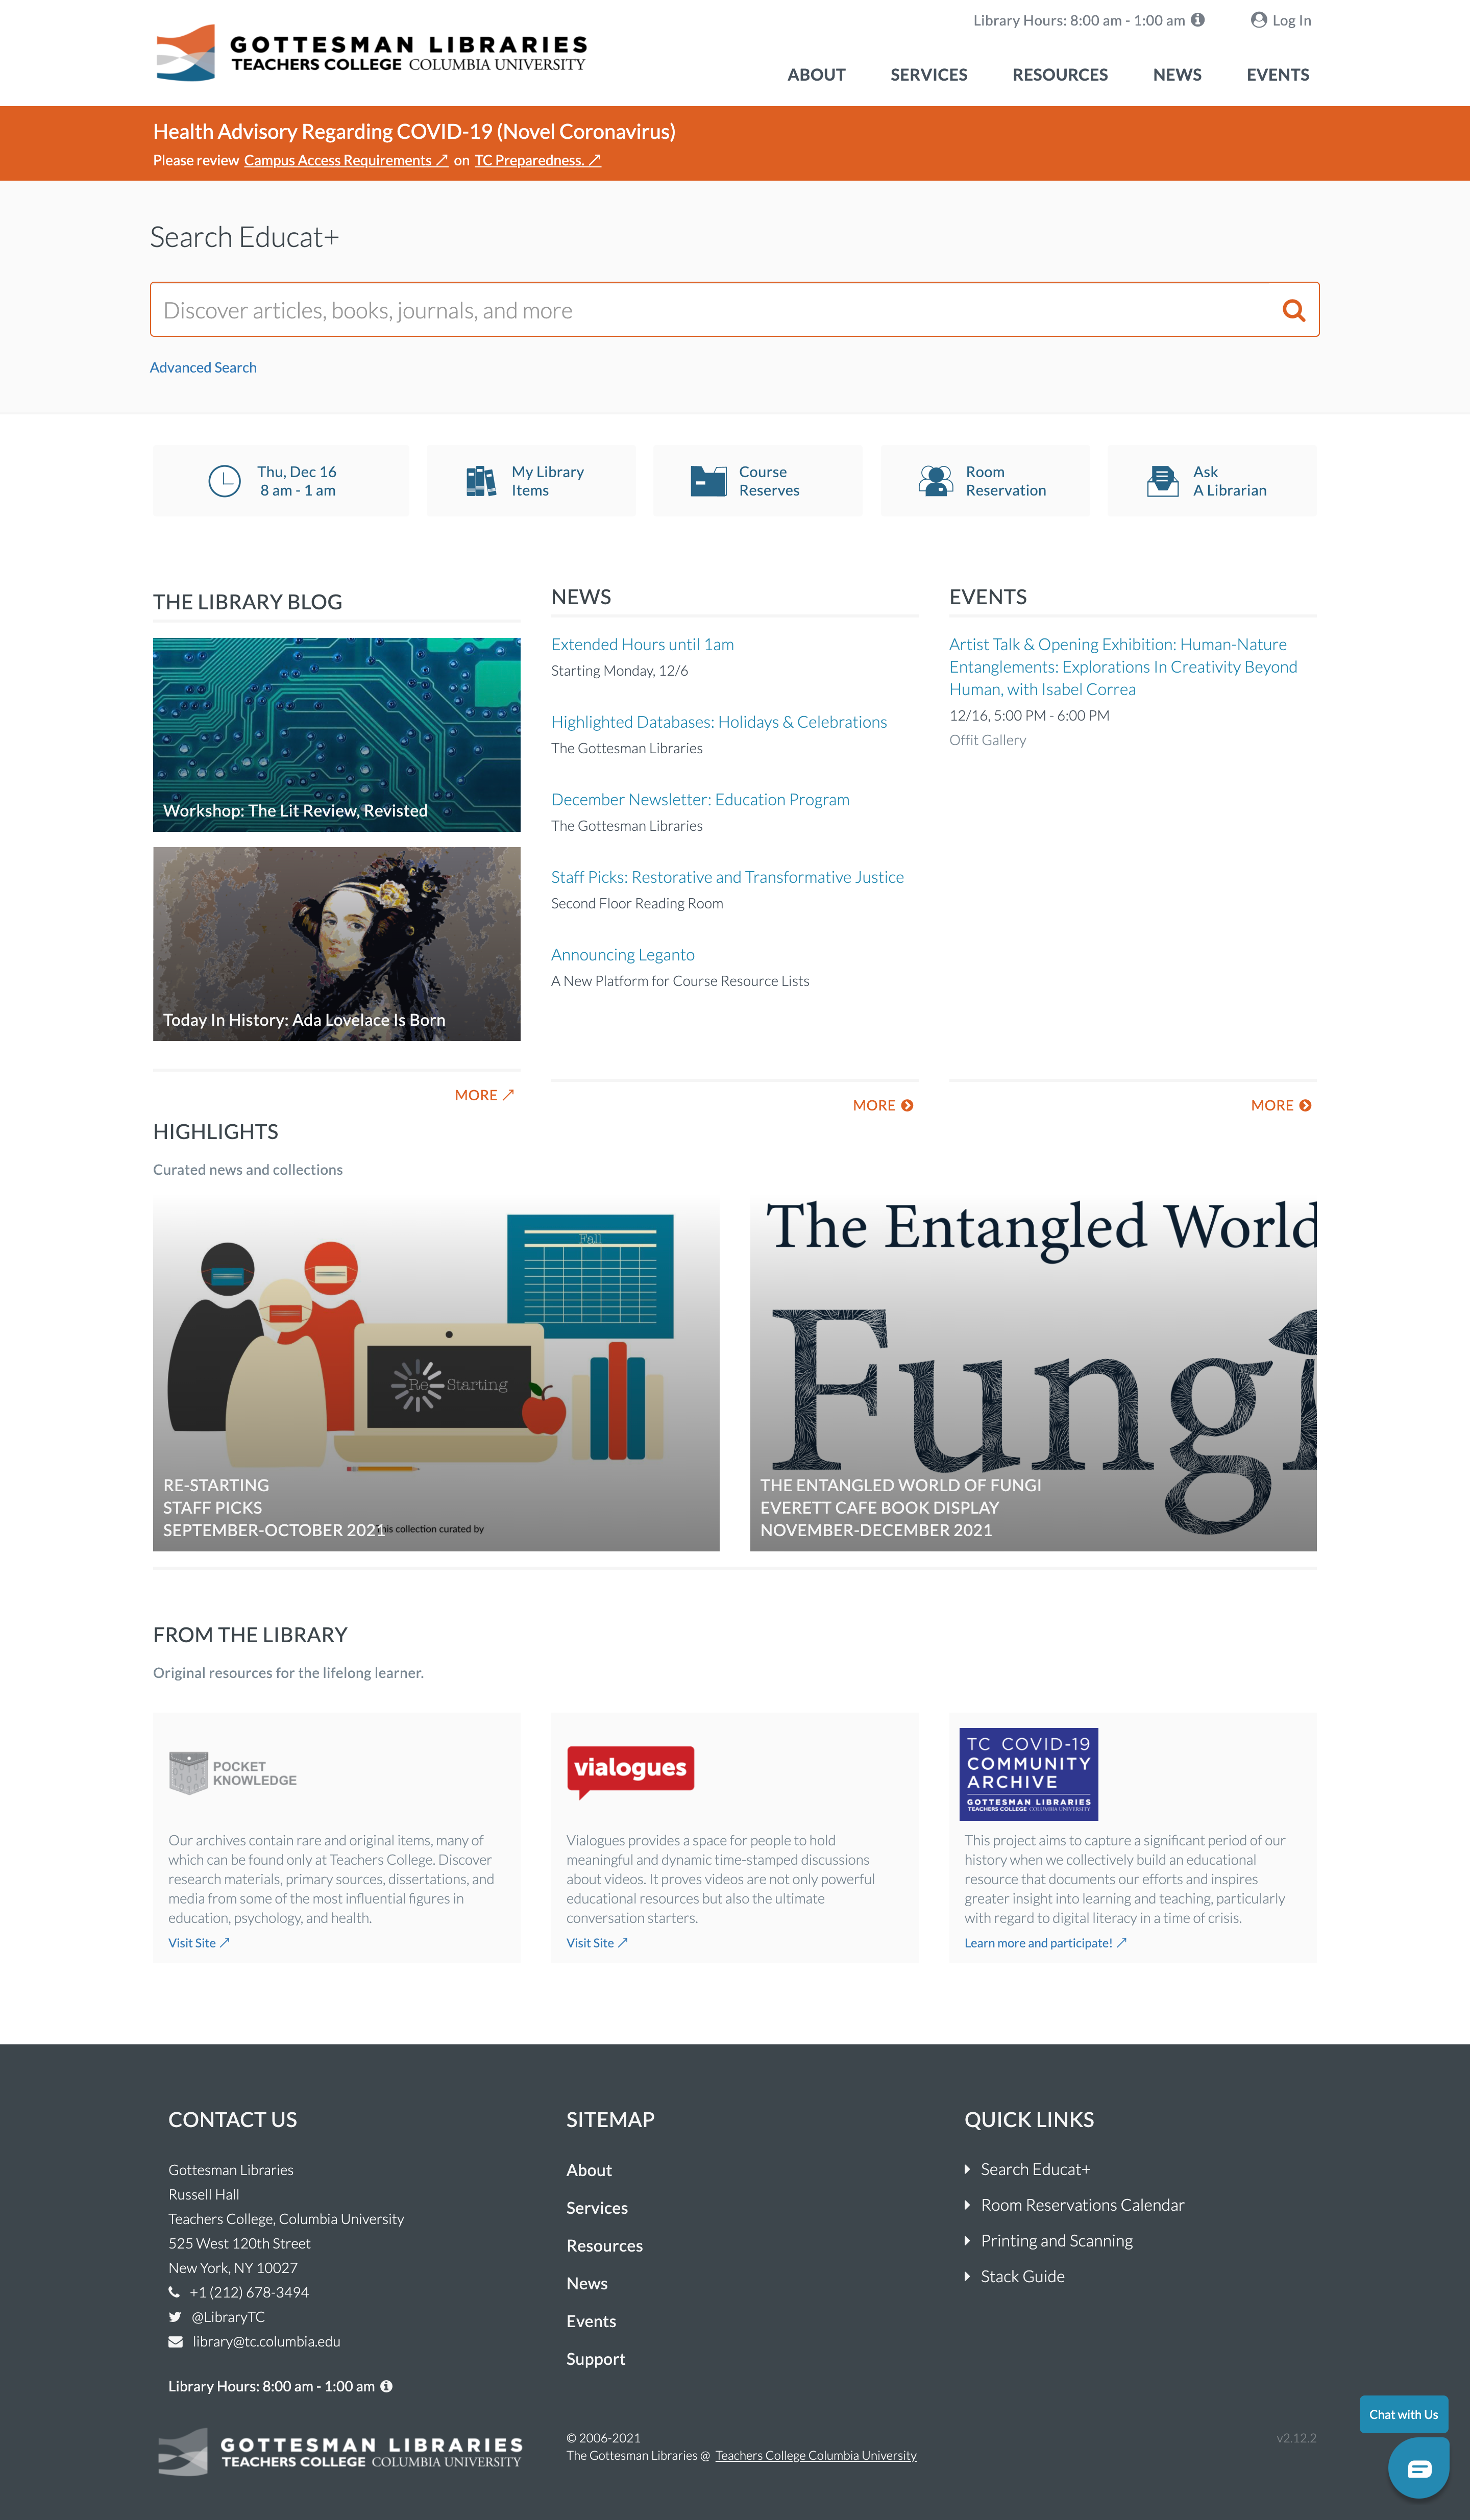 GOTTESMAN LIBRARIES
TEACHERS COLLEGE COLUMBIA UNIVERSITY
Library Hours: 8:00 am - 1:00 am
Log In
ABOUT
SERVICES
RESOURCES
NEWS
EVENTS
Health Advisory Regarding COVID-19 (Novel Coronavirus)
Please review Campus Access Requirements ↗ on TC Preparedness. ↗
Search Educat+
Discover articles, books, journals, and more
Advanced Search
Thu, Dec 16
8 am - 1 am
My Library
Items
Course
Reserves
Room
Reservation
Ask
A Librarian
THE LIBRARY BLOG
Workshop: The Lit Review, Revisted
Today In History: Ada Lovelace Is Born
MORE ↗
NEWS
Extended Hours until 1am
Starting Monday, 12/6
Highlighted Databases: Holidays & Celebrations
The Gottesman Libraries
December Newsletter: Education Program
The Gottesman Libraries
Staff Picks: Restorative and Transformative Justice
Second Floor Reading Room
Announcing Leganto
A New Platform for Course Resource Lists
MORE
EVENTS
Artist Talk & Opening Exhibition: Human-Nature
Entanglements: Explorations In Creativity Beyond
Human, with Isabel Correa
12/16, 5:00 PM - 6:00 PM
Offit Gallery
MORE
HIGHLIGHTS
Curated news and collections
Fall
Re Starting
RE-STARTING
STAFF PICKS
SEPTEMBER-OCTOBER 2021
his collection curated by
The Entangled World
Fungi
THE ENTANGLED WORLD OF FUNGI
EVERETT CAFE BOOK DISPLAY
NOVEMBER-DECEMBER 2021
FROM THE LIBRARY
Original resources for the lifelong learner.
POCKET
KNOWLEDGE
Our archives contain rare and original items, many of
which can be found only at Teachers College. Discover
research materials, primary sources, dissertations, and
media from some of the most influential figures in
education, psychology, and health.
Visit Site ↗
vialogues
Vialogues provides a space for people to hold
meaningful and dynamic time-stamped discussions
about videos. It proves videos are not only powerful
educational resources but also the ultimate
conversation starters.
Visit Site ↗
TC COVID-19
COMMUNITY
ARCHIVE
GOTTESMAN LIBRARIES
TEACHERS COLLEGE COLUMBIA UNIVERSITY
This project aims to capture a significant period of our
history when we collectively build an educational
resource that documents our efforts and inspires
greater insight into learning and teaching, particularly
with regard to digital literacy in a time of crisis.
Learn more and participate! ↗
CONTACT US
Gottesman Libraries
Russell Hall
Teachers College, Columbia University
525 West 120th Street
New York, NY 10027
+1 (212) 678-3494
@LibraryTC
library@tc.columbia.edu
Library Hours: 8:00 am - 1:00 am
GOTTESMAN LIBRARIES
TEACHERS COLLEGE COLUMBIA UNIVERSITY
SITEMAP
About
Services
Resources
News
Events
Support
© 2006-2021
The Gottesman Libraries @ Teachers College Columbia University
QUICK LINKS
Search Educat+
Room Reservations Calendar
Printing and Scanning
Stack Guide
v2.12.2
Chat with Us